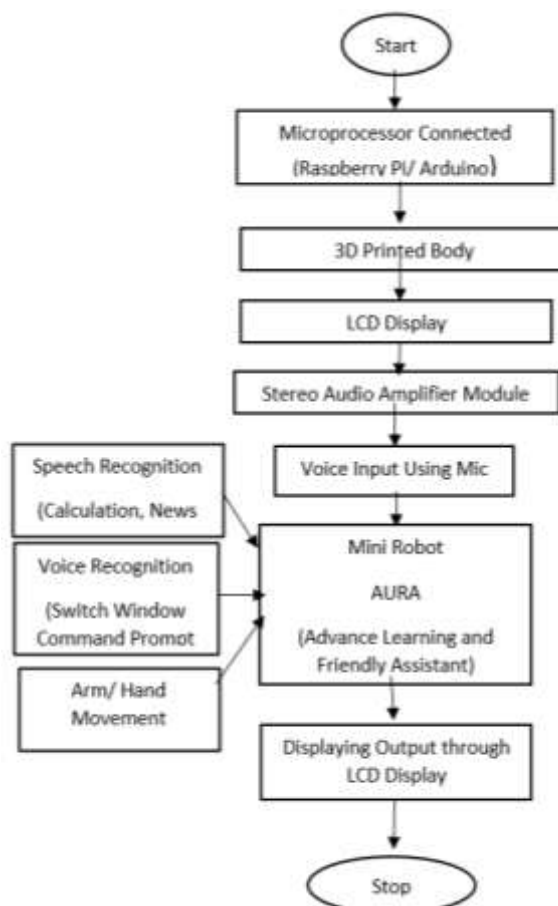 Start
Microprocessor Connected
(Raspberry Pi/ Arduino)
3D Printed Body
LCD Display
Stereo Audio Amplifier Module
Voice Input Using Mic
Speech Recognition
(Calculation, News
Voice Recognition
(Switch Window
Command Prompt
Arm/ Hand
Movement
Mini Robot
AURA
(Advance Learning and
Friendly Assistant)
Displaying Output through
LCD Display
Stop